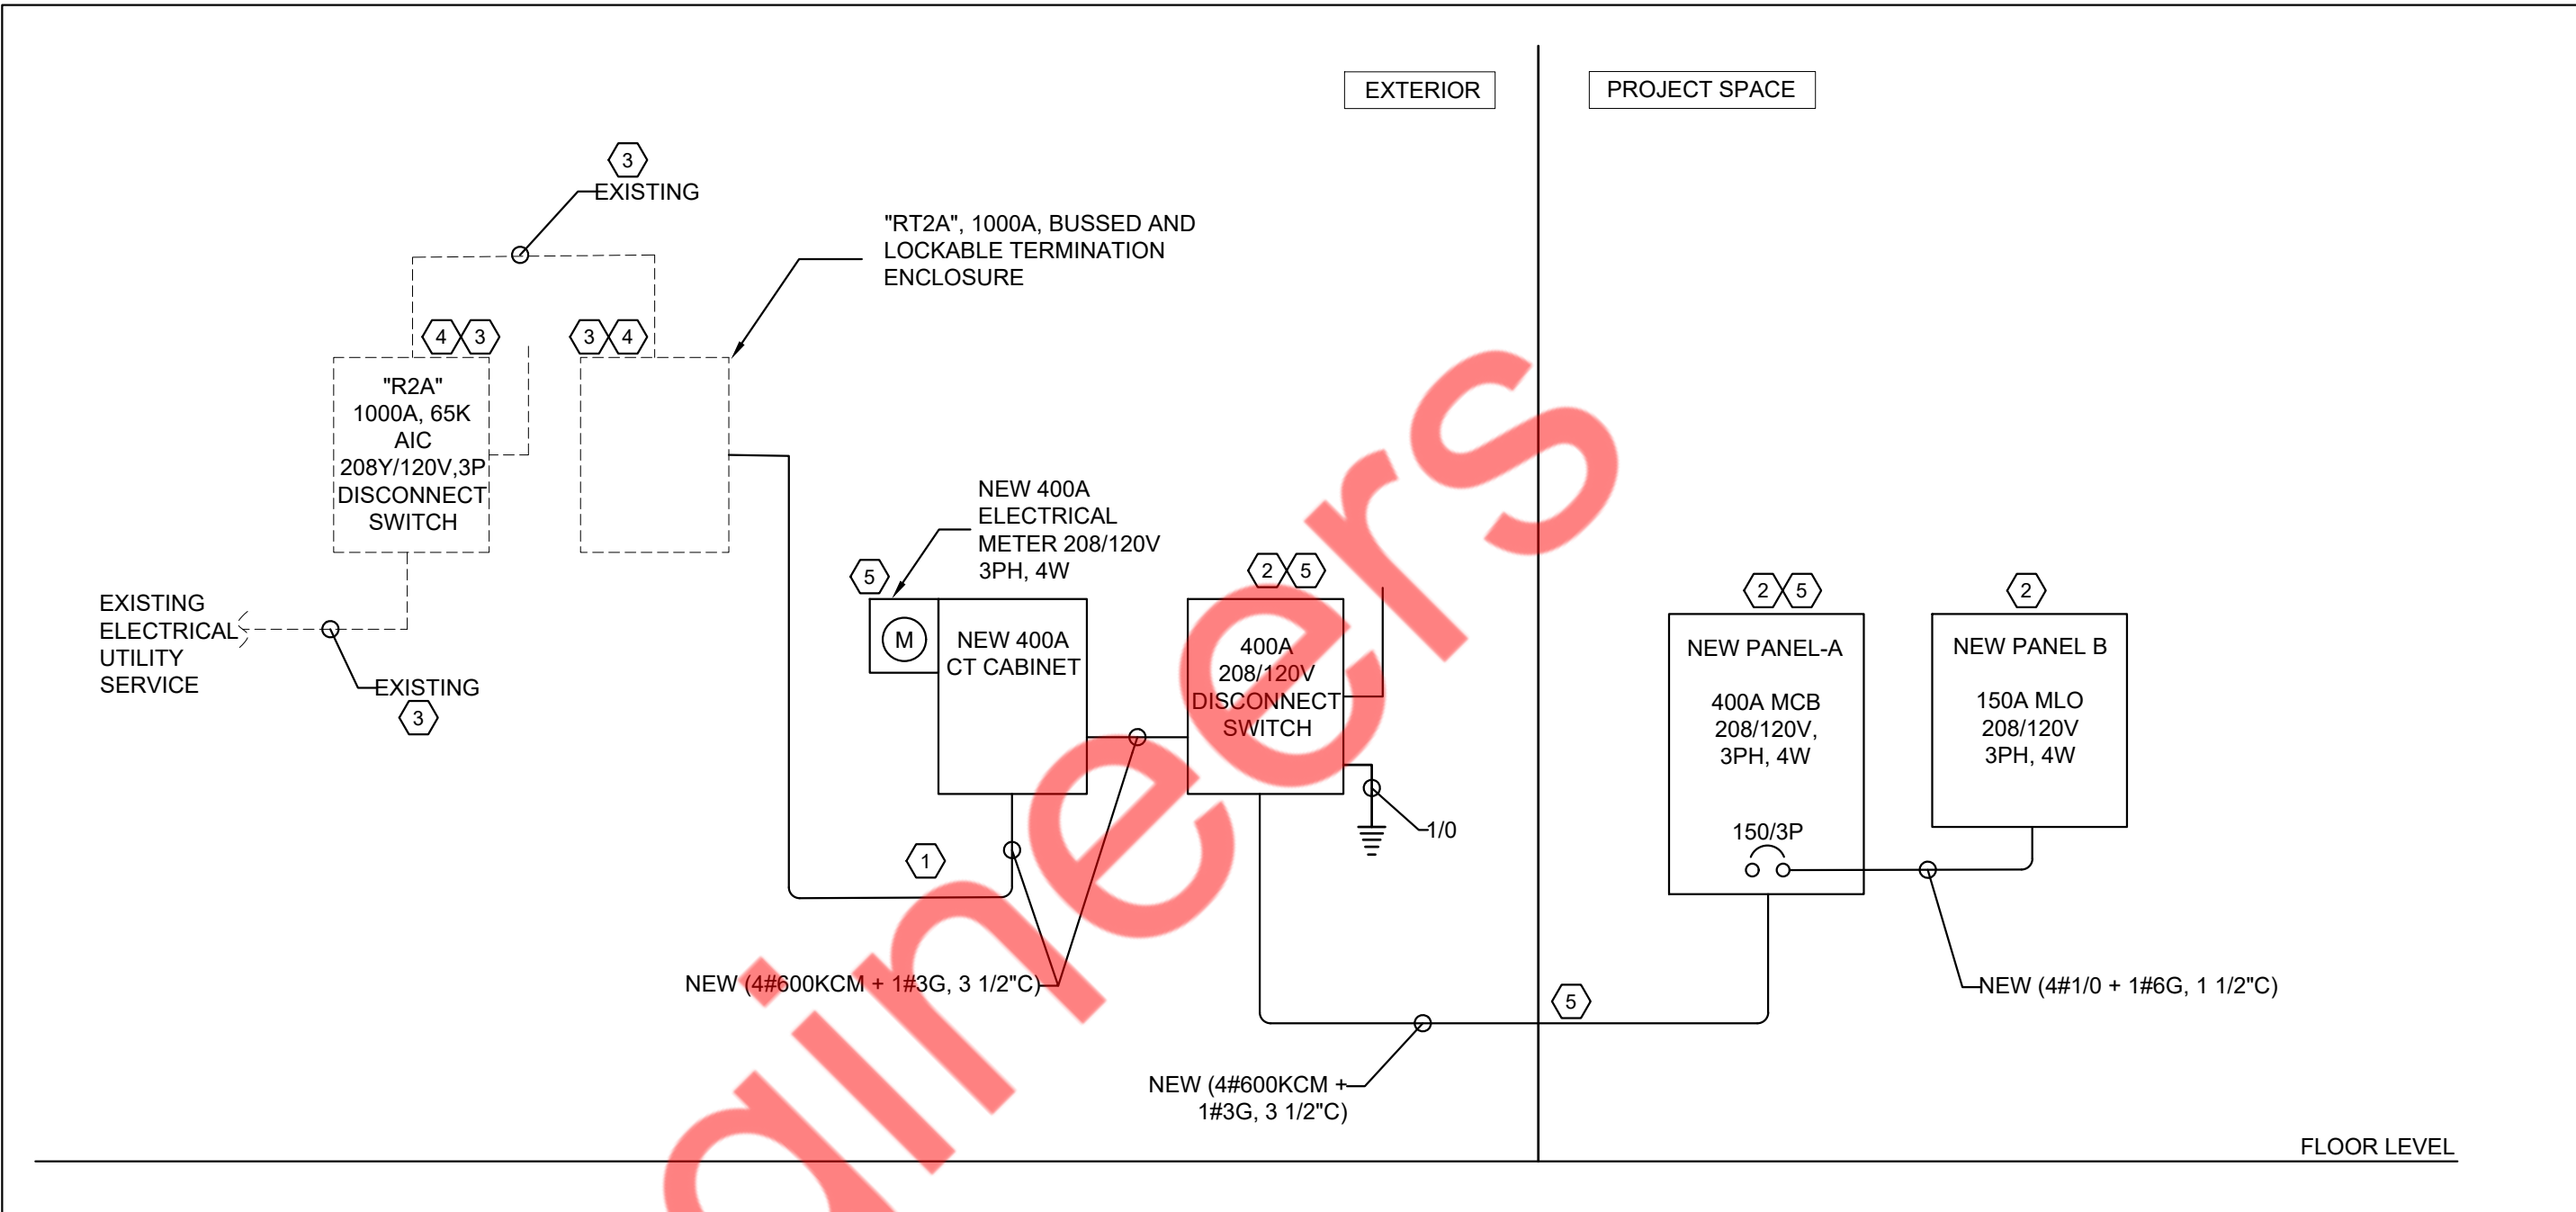 EXTERIOR
PROJECT SPACE
3
EXISTING
"RT2A", 1000A, BUSSED AND
LOCKABLE TERMINATION
ENCLOSURE
4
3
3
4
"R2A"
1000A, 65K
AIC
208Y/120V,3P
DISCONNECT
SWITCH
EXISTING
ELECTRICAL
UTILITY
SERVICE
EXISTING
3
NEW 400A
ELECTRICAL
METER 208/120V
3PH, 4W
5
M
NEW 400A
CT CABINET
2
5
400A
208/120V
DISCONNECT
SWITCH
1/0
1
NEW (4#600KCM + 1#3G, 3 1/2"C)
NEW (4#600KCM +
1#3G, 3 1/2"C)
5
2
5
NEW PANEL-A
400A MCB
208/120V,
3PH, 4W
150/3P
2
NEW PANEL B
150A MLO
208/120V
3PH, 4W
NEW (4#1/0 + 1#6G, 1 1/2"C)
FLOOR LEVEL
gineers